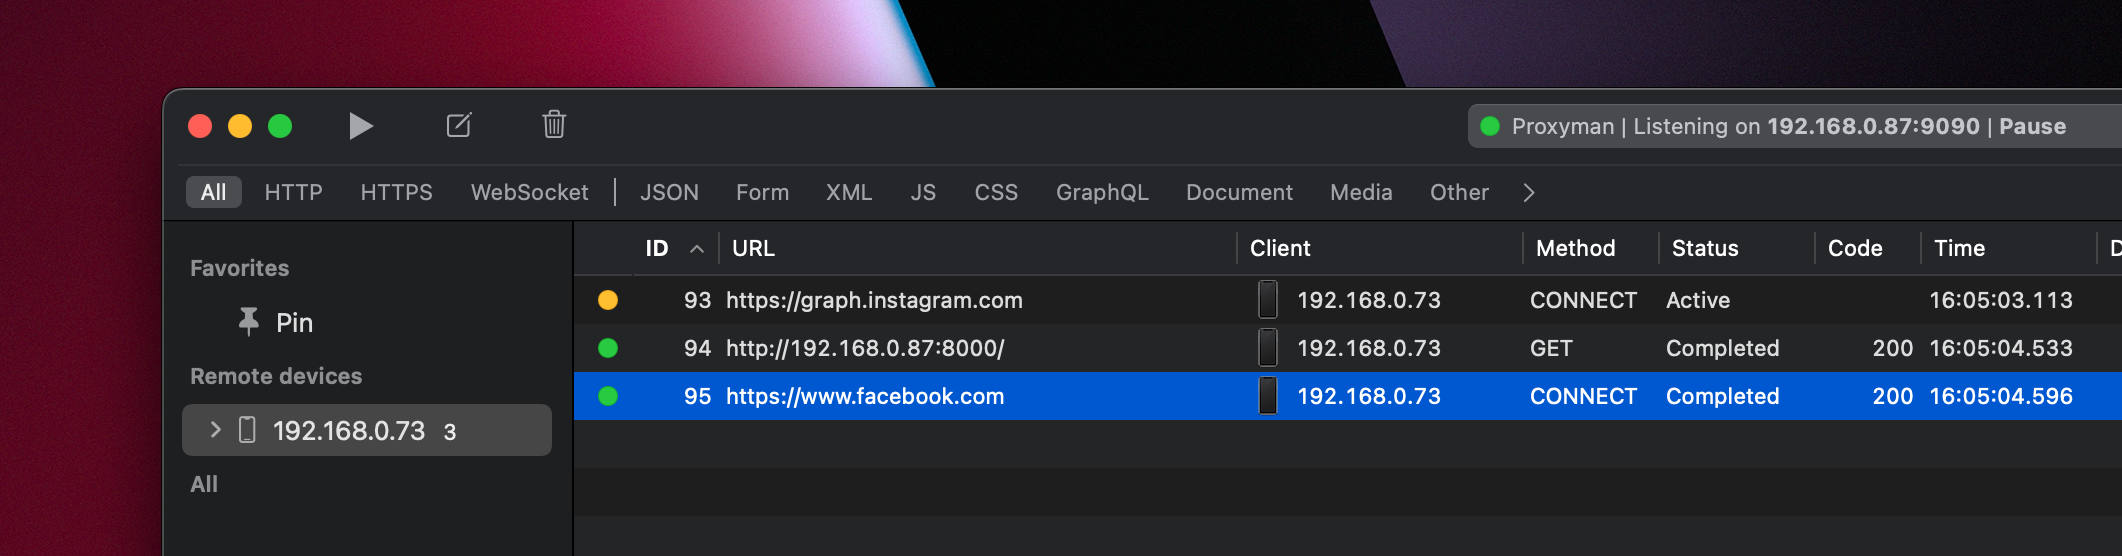 Proxyman | Listening on 192.168.0.87:9090 | Pause
All HTTP HTTPS WebSocket JSON Form XML JS CSS GraphQL Document Media Other
Favorites
Pin
Remote devices
192.168.0.73 3
All
ID URL Client Method Status Code Time D
93 https://graph.instagram.com 192.168.0.73 CONNECT Active 16:05:03.113
94 http://192.168.0.87:8000/ 192.168.0.73 GET Completed 200 16:05:04.533
95 https://www.facebook.com 192.168.0.73 CONNECT Completed 200 16:05:04.596